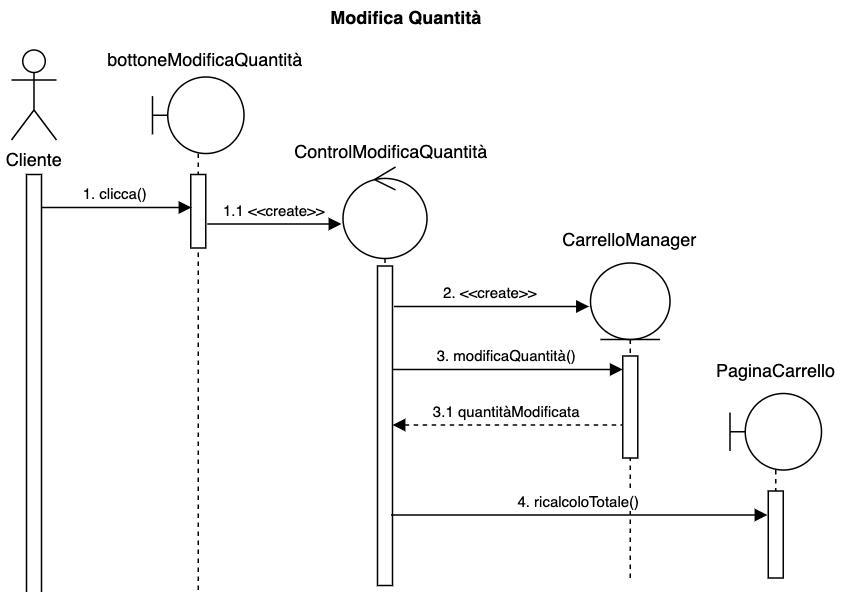 Modifica Quantità
bottoneModificaQuantità
ControlModificaQuantità
Cliente
1. clicca()
1.1 <<create>>
CarrelloManager
2. <<create>>
3. modificaQuantità()
PaginaCarrello
3.1 quantitàModificata
4. ricalcoloTotale()